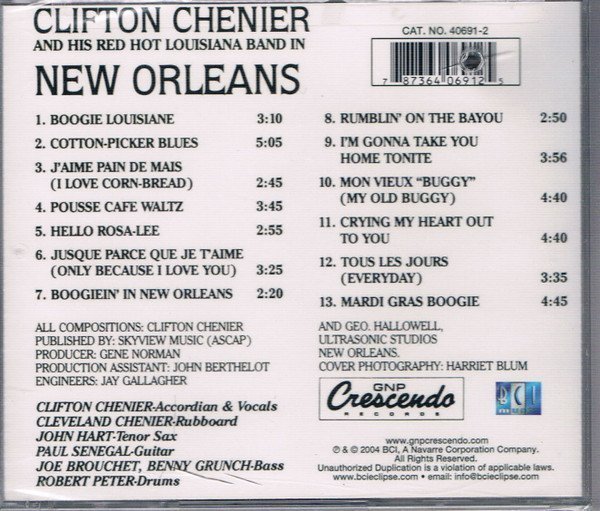 CLIFTON CHENIER
AND HIS RED HOT LOUISIANA BAND IN
NEW ORLEANS
CAT. NO. 40691-2
7 87364 06912 5
1. BOOGIE LOUISIANE 3:10
2. COTTON-PICKER BLUES 5:05
3. J'AIME PAIN DE MAIS
(I LOVE CORN-BREAD) 2:45
4. POUSSE CAFE WALTZ 3:45
5. HELLO ROSA-LEE 2:55
6. JUSQUE PARCE QUE JE T'AIME
(ONLY BECAUSE I LOVE YOU) 3:25
7. BOOGIEIN' IN NEW ORLEANS 2:20
8. RUMBLIN' ON THE BAYOU 2:50
9. I'M GONNA TAKE YOU
HOME TONITE 3:56
10. MON VIEUX "BUGGY"
(MY OLD BUGGY) 4:40
11. CRYING MY HEART OUT
TO YOU 4:40
12. TOUS LES JOURS
(EVERYDAY) 3:35
13. MARDI GRAS BOOGIE 4:45
ALL COMPOSITIONS: CLIFTON CHENIER
PUBLISHED BY: SKYVIEW MUSIC (ASCAP)
PRODUCER: GENE NORMAN
PRODUCTION ASSISTANT: JOHN BERTHELOT
ENGINEERS: JAY GALLAGHER
AND GEO. HALLOWELL,
ULTRASONIC STUDIOS
NEW ORLEANS.
COVER PHOTOGRAPHY: HARRIET BLUM
CLIFTON CHENIER-Accordian & Vocals
CLEVELAND CHENIER-Rubboard
JOHN HART-Tenor Sax
PAUL SENEGAL-Guitar
JOE BROUCHET, BENNY GRUNCH-Bass
ROBERT PETER-Drums
GNP
Crescendo
RECORDS
BCI
www.gnpcrescendo.com
℗ & © 2004 BCI, A Navarre Corporation Company.
All Rights Reserved.
Unauthorized Duplication is a violation of applicable laws.
www.bcieclipse.com • email: info@bcieclipse.com